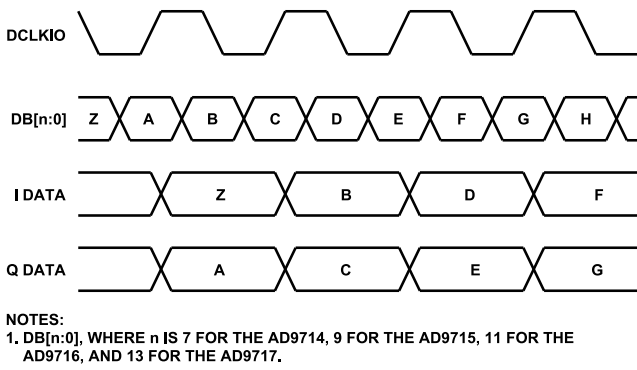 DCLKIO
DB[n:0] Z A B C D E F G H
I DATA Z B D F
Q DATA A C E G
NOTES:
1. DB[n:0], WHERE n IS 7 FOR THE AD9714, 9 FOR THE AD9715, 11 FOR THE
AD9716, AND 13 FOR THE AD9717.